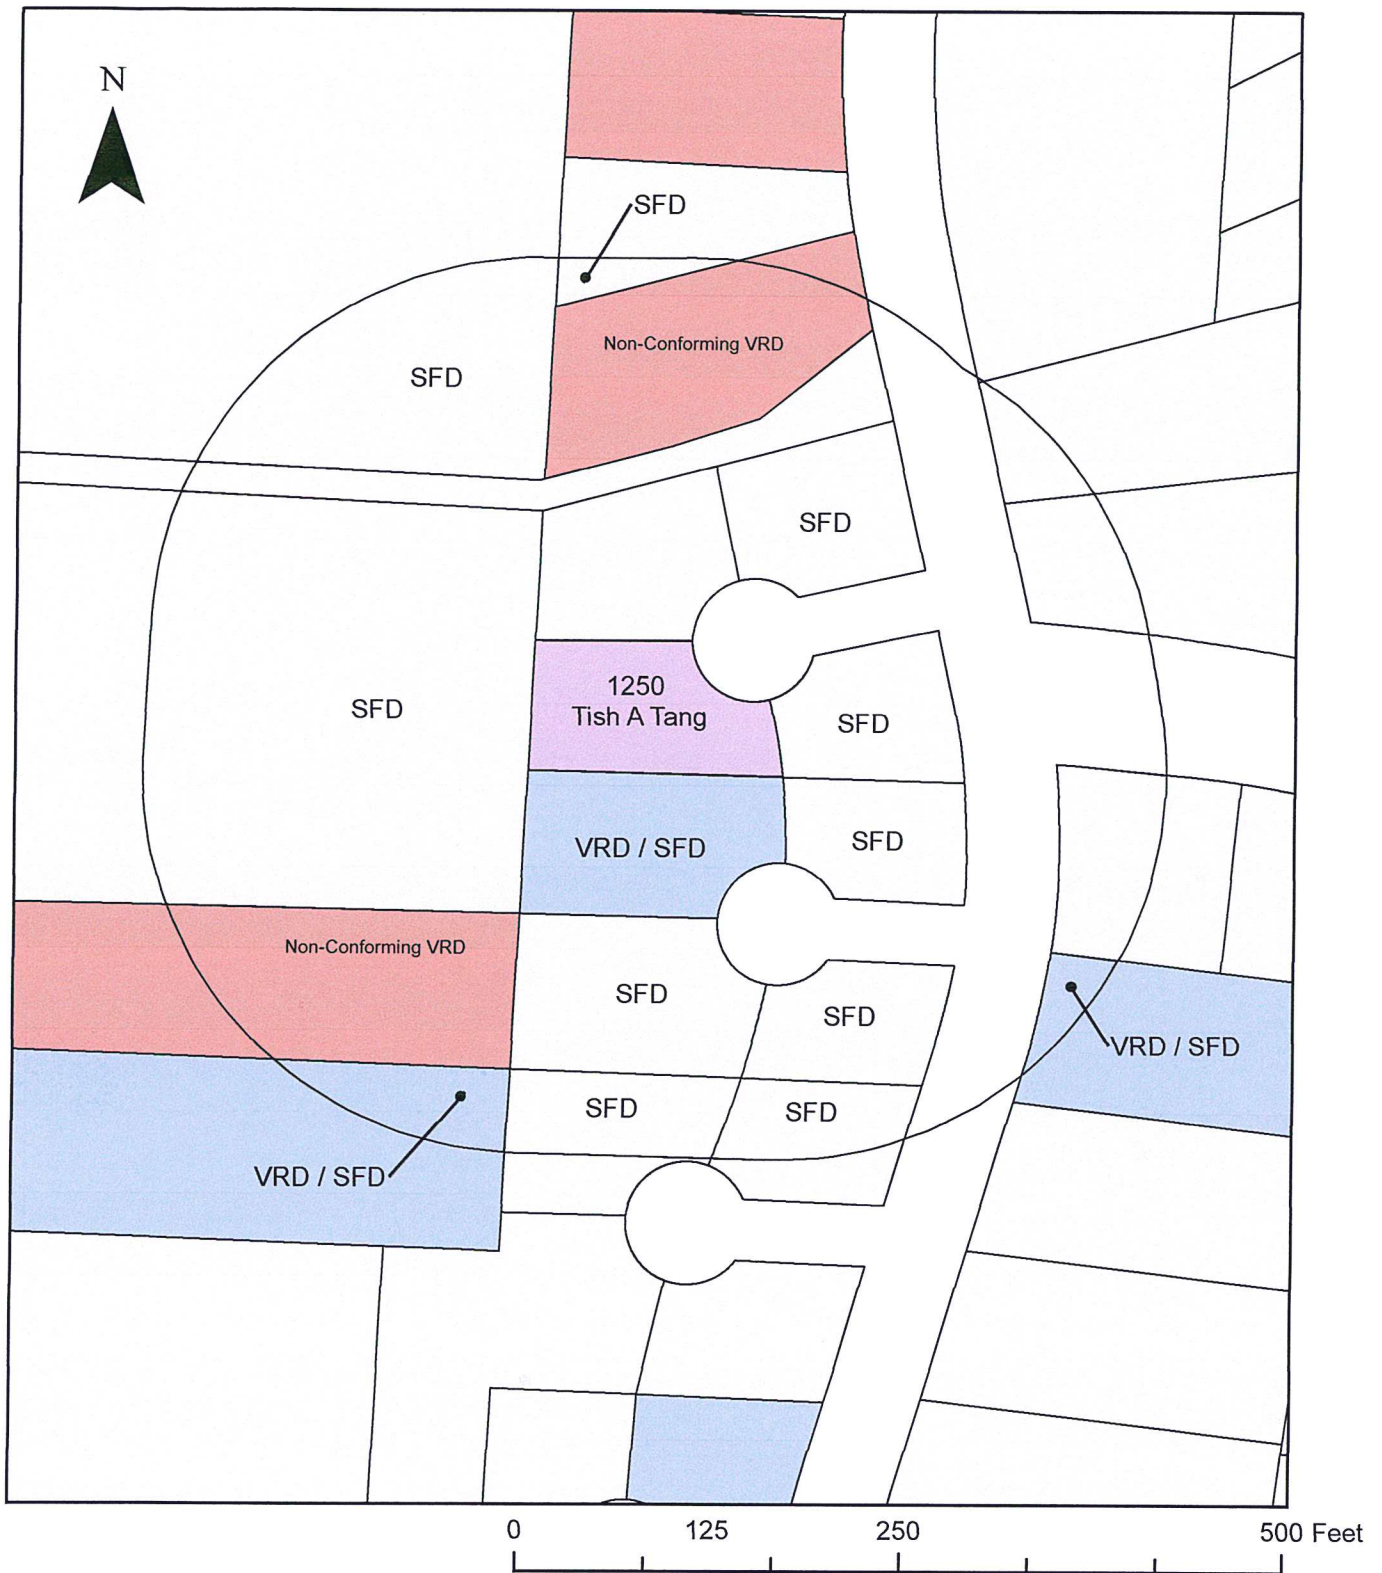 N
SFD
Non-Conforming VRD
SFD
SFD
1250
Tish A Tang
SFD
SFD
VRD / SFD
SFD
Non-Conforming VRD
SFD
SFD
VRD / SFD
SFD
SFD
VRD / SFD
0 125 250 500 Feet